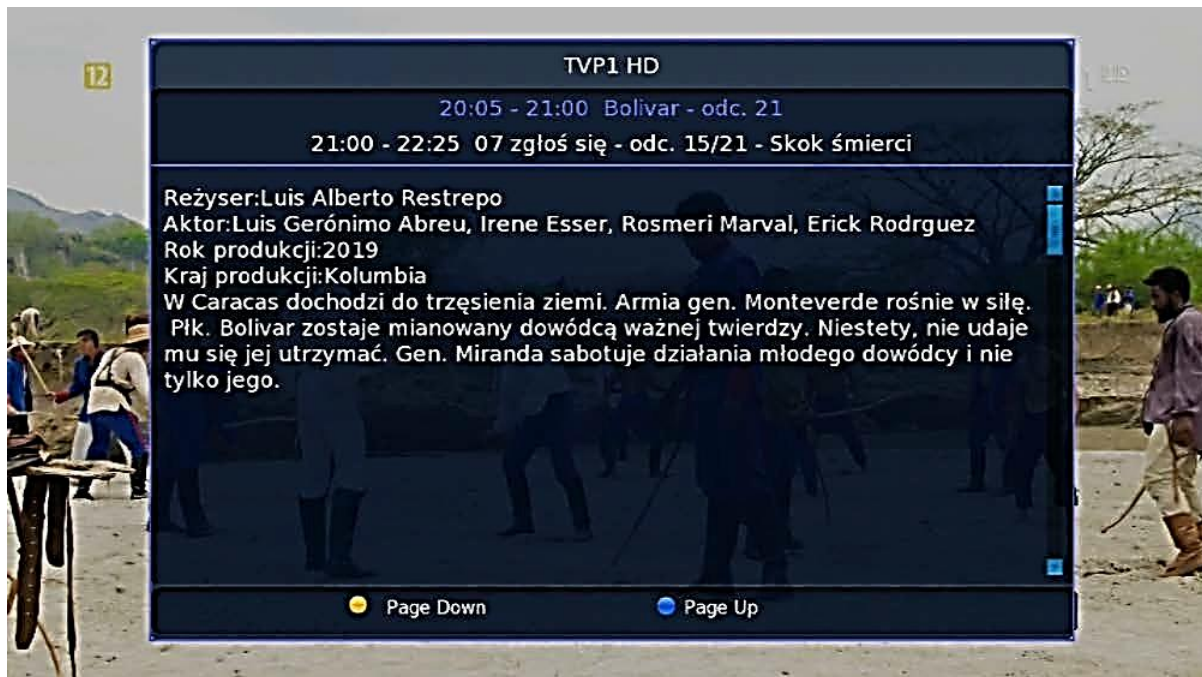 12
TVP1 HD
HD
20:05 - 21:00 Bolivar - odc. 21
21:00 - 22:25 07 zgłoś się - odc. 15/21 - Skok śmierci
Reżyser:Luis Alberto Restrepo
Aktor:Luis Gerónimo Abreu, Irene Esser, Rosmeri Marval, Erick Rodrguez
Rok produkcji:2019
Kraj produkcji:Kolumbia
W Caracas dochodzi do trzęsienia ziemi. Armia gen. Monteverde rośnie w siłę.
Płk. Bolivar zostaje mianowany dowódcą ważnej twierdzy. Niestety, nie udaje
mu się jej utrzymać. Gen. Miranda sabotuje działania młodego dowódcy i nie
tylko jego.
Page Down
Page Up